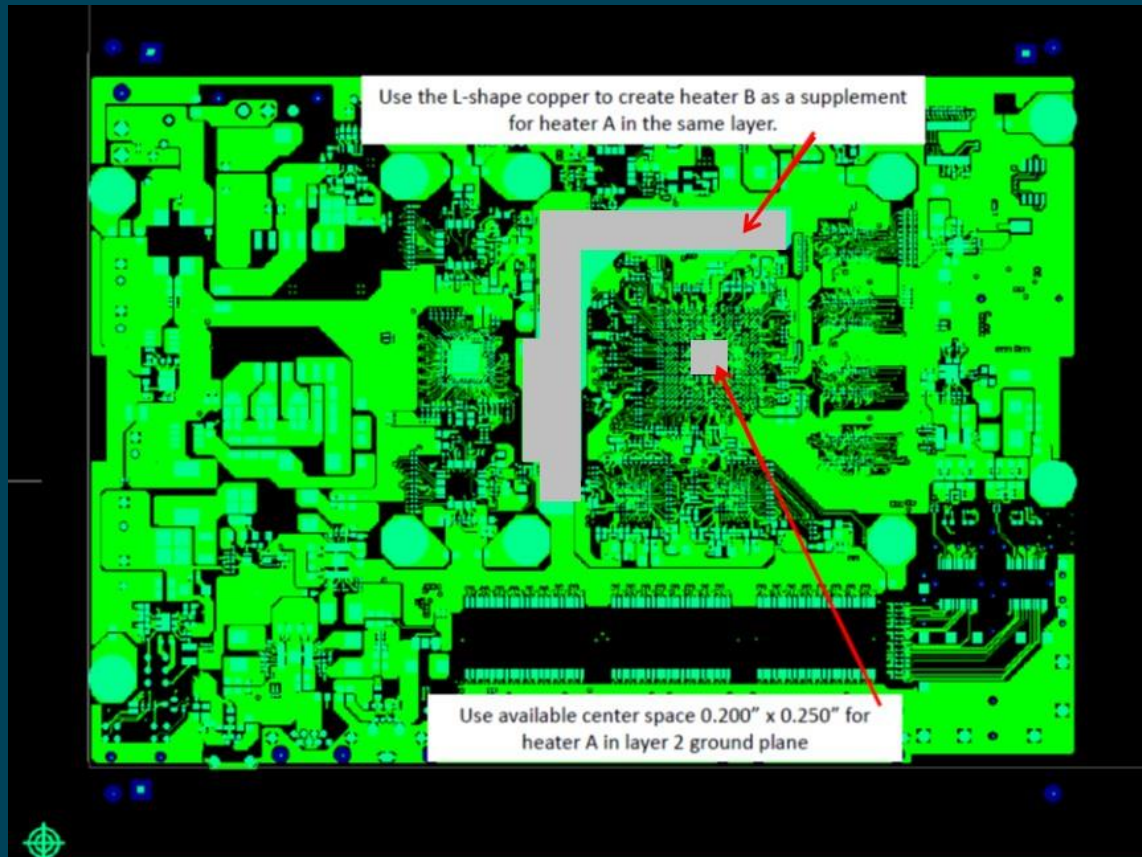 Use the L-shape copper to create heater B as a supplement
for heater A in the same layer.
Use available center space 0.200” x 0.250” for
heater A in layer 2 ground plane